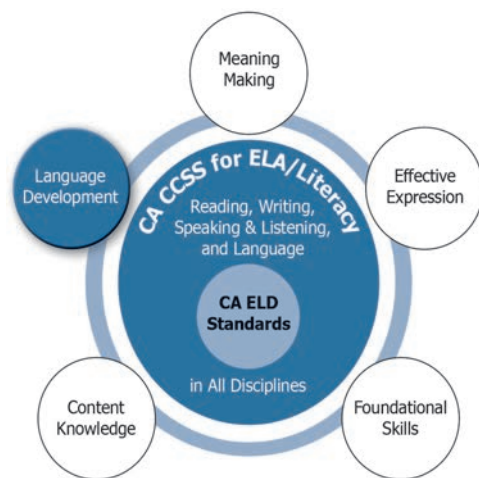 Meaning
Making
Language
Development
Effective
Expression
CA CCSS for ELA/Literacy
Reading, Writing,
Speaking & Listening,
and Language
CA ELD
Standards
in All Disciplines
Content
Knowledge
Foundational
Skills